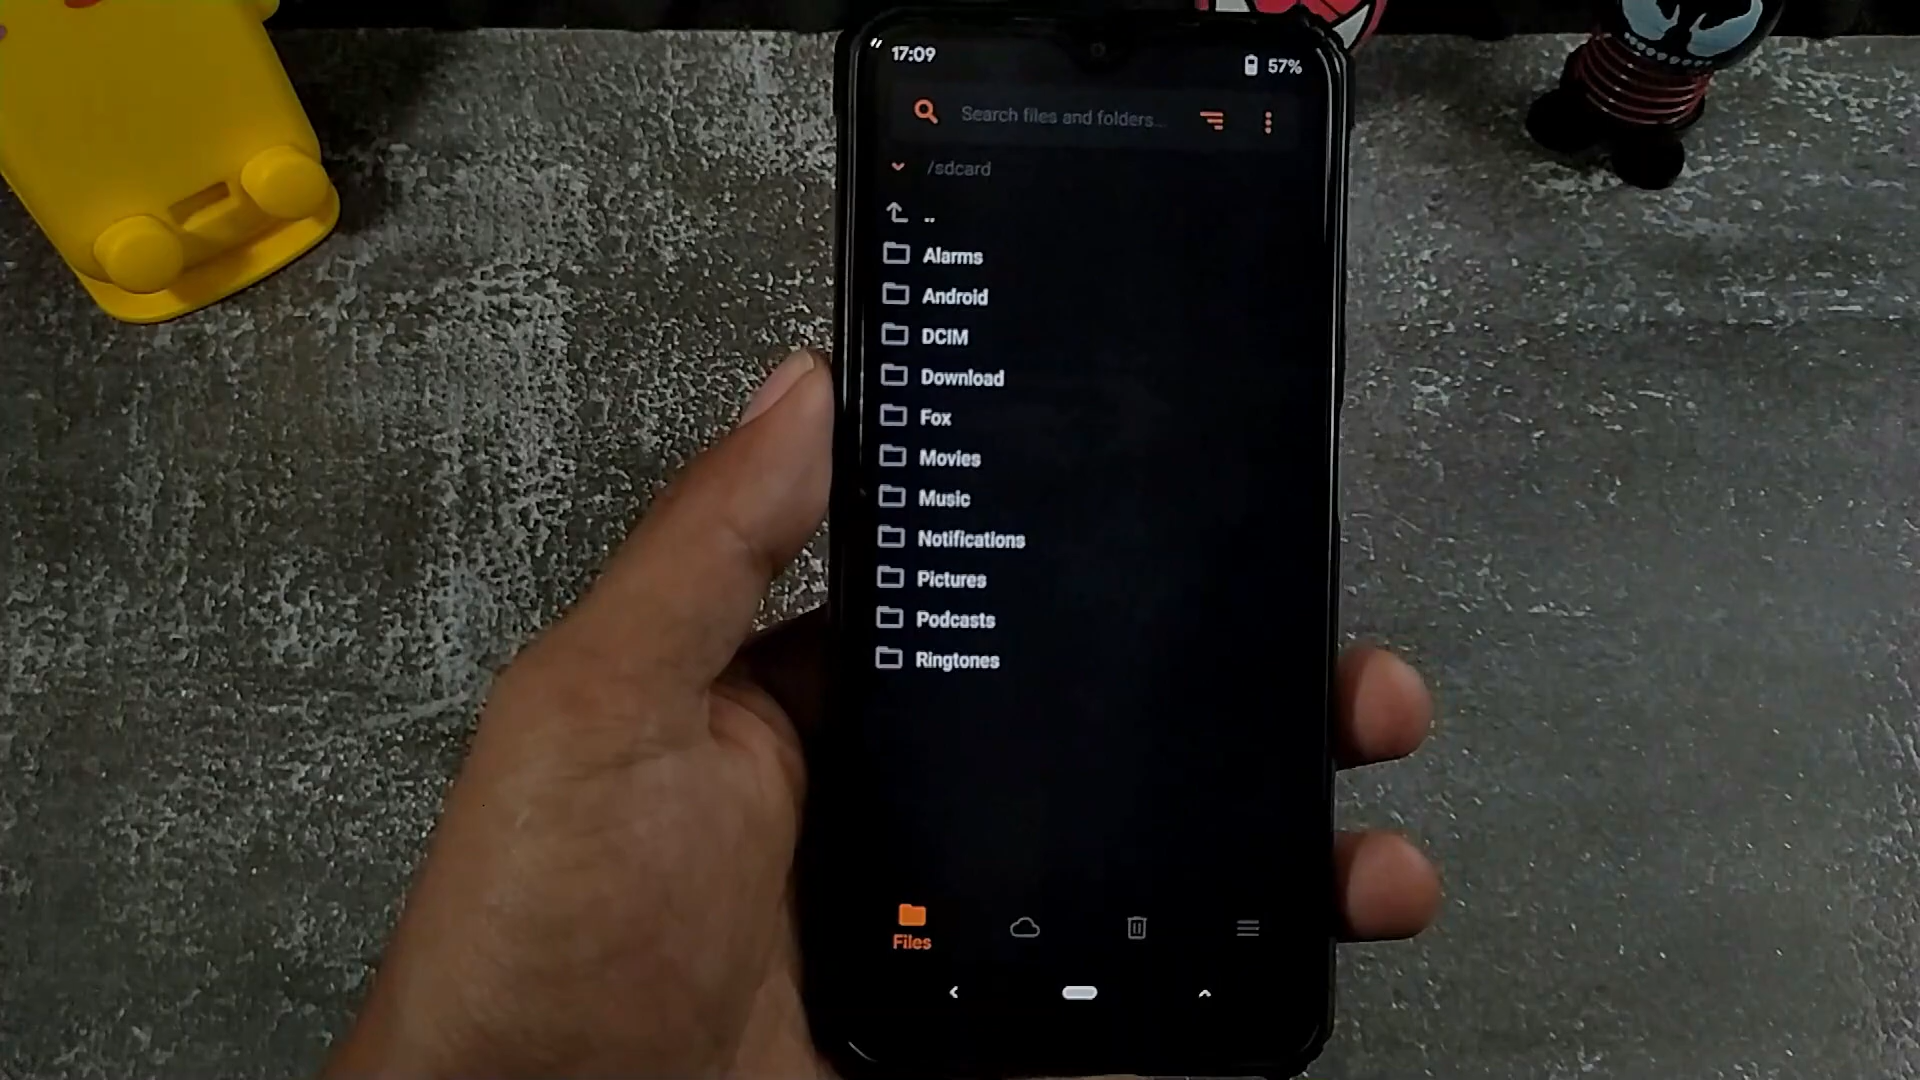 17:09
57%
Search files and folders...
/sdcard
..
Alarms
Android
DCIM
Download
Fox
Movies
Music
Notifications
Pictures
Podcasts
Ringtones
Files